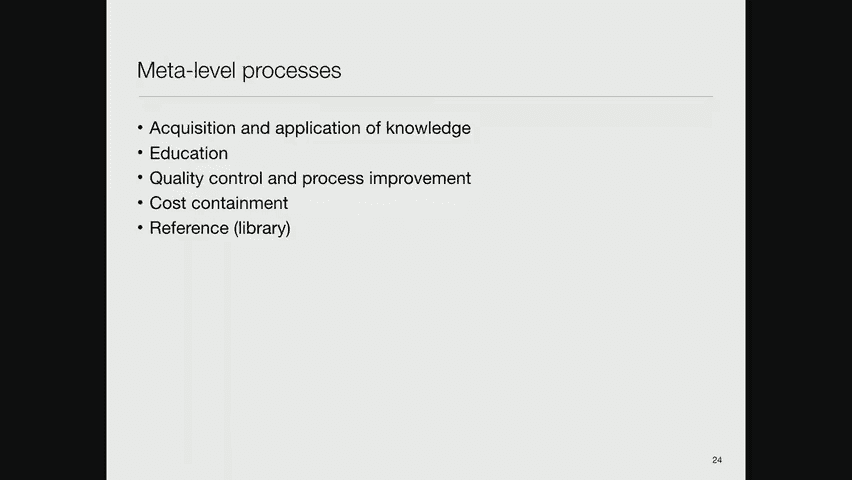 Meta-level processes
• Acquisition and application of knowledge
• Education
• Quality control and process improvement
• Cost containment
• Reference (library)
24